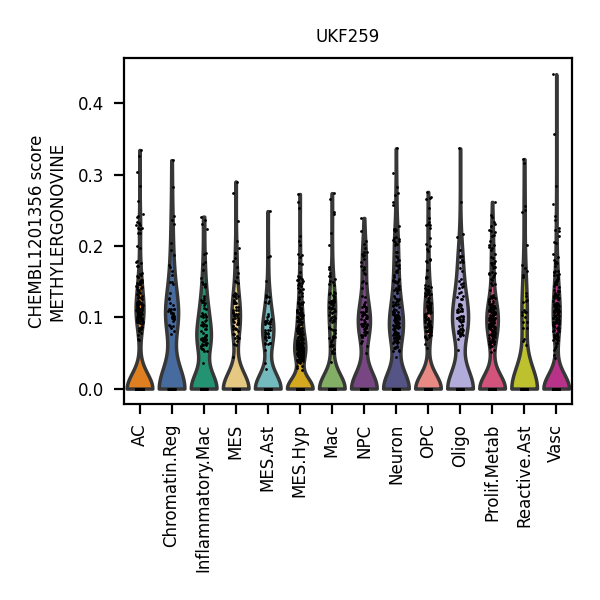 UKF259
CHEMBL1201356 score
METHYLERGONOVINE
0.4
0.3
0.2
0.1
0.0
AC
Chromatin.Reg
Inflammatory.Mac
MES
MES.Ast
MES.Hyp
Mac
NPC
Neuron
OPC
Oligo
Prolif.Metab
Reactive.Ast
Vasc